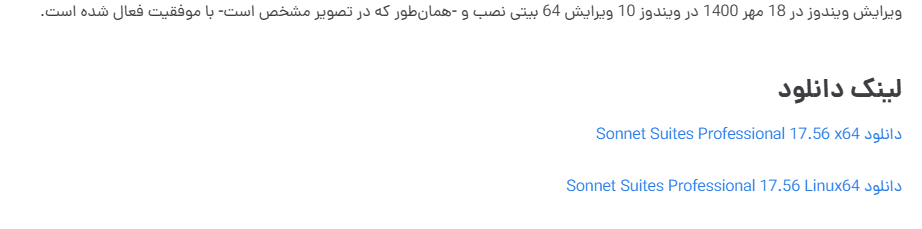 ویرایش ویندوز در 18 مهر 1400 در ویندوز 10 ویرایش 64 بیتی نصب و -همان‌طور که در تصویر مشخص است- با موفقیت فعال شده است.
لینک دانلود
دانلود Sonnet Suites Professional 17.56 x64
دانلود Sonnet Suites Professional 17.56 Linux64